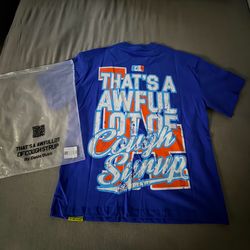 THAT'S A
AWFUL
LOT OF
Cough
Syrup
THAT'S A AWFUL LOT
OF COUGH SYRUP